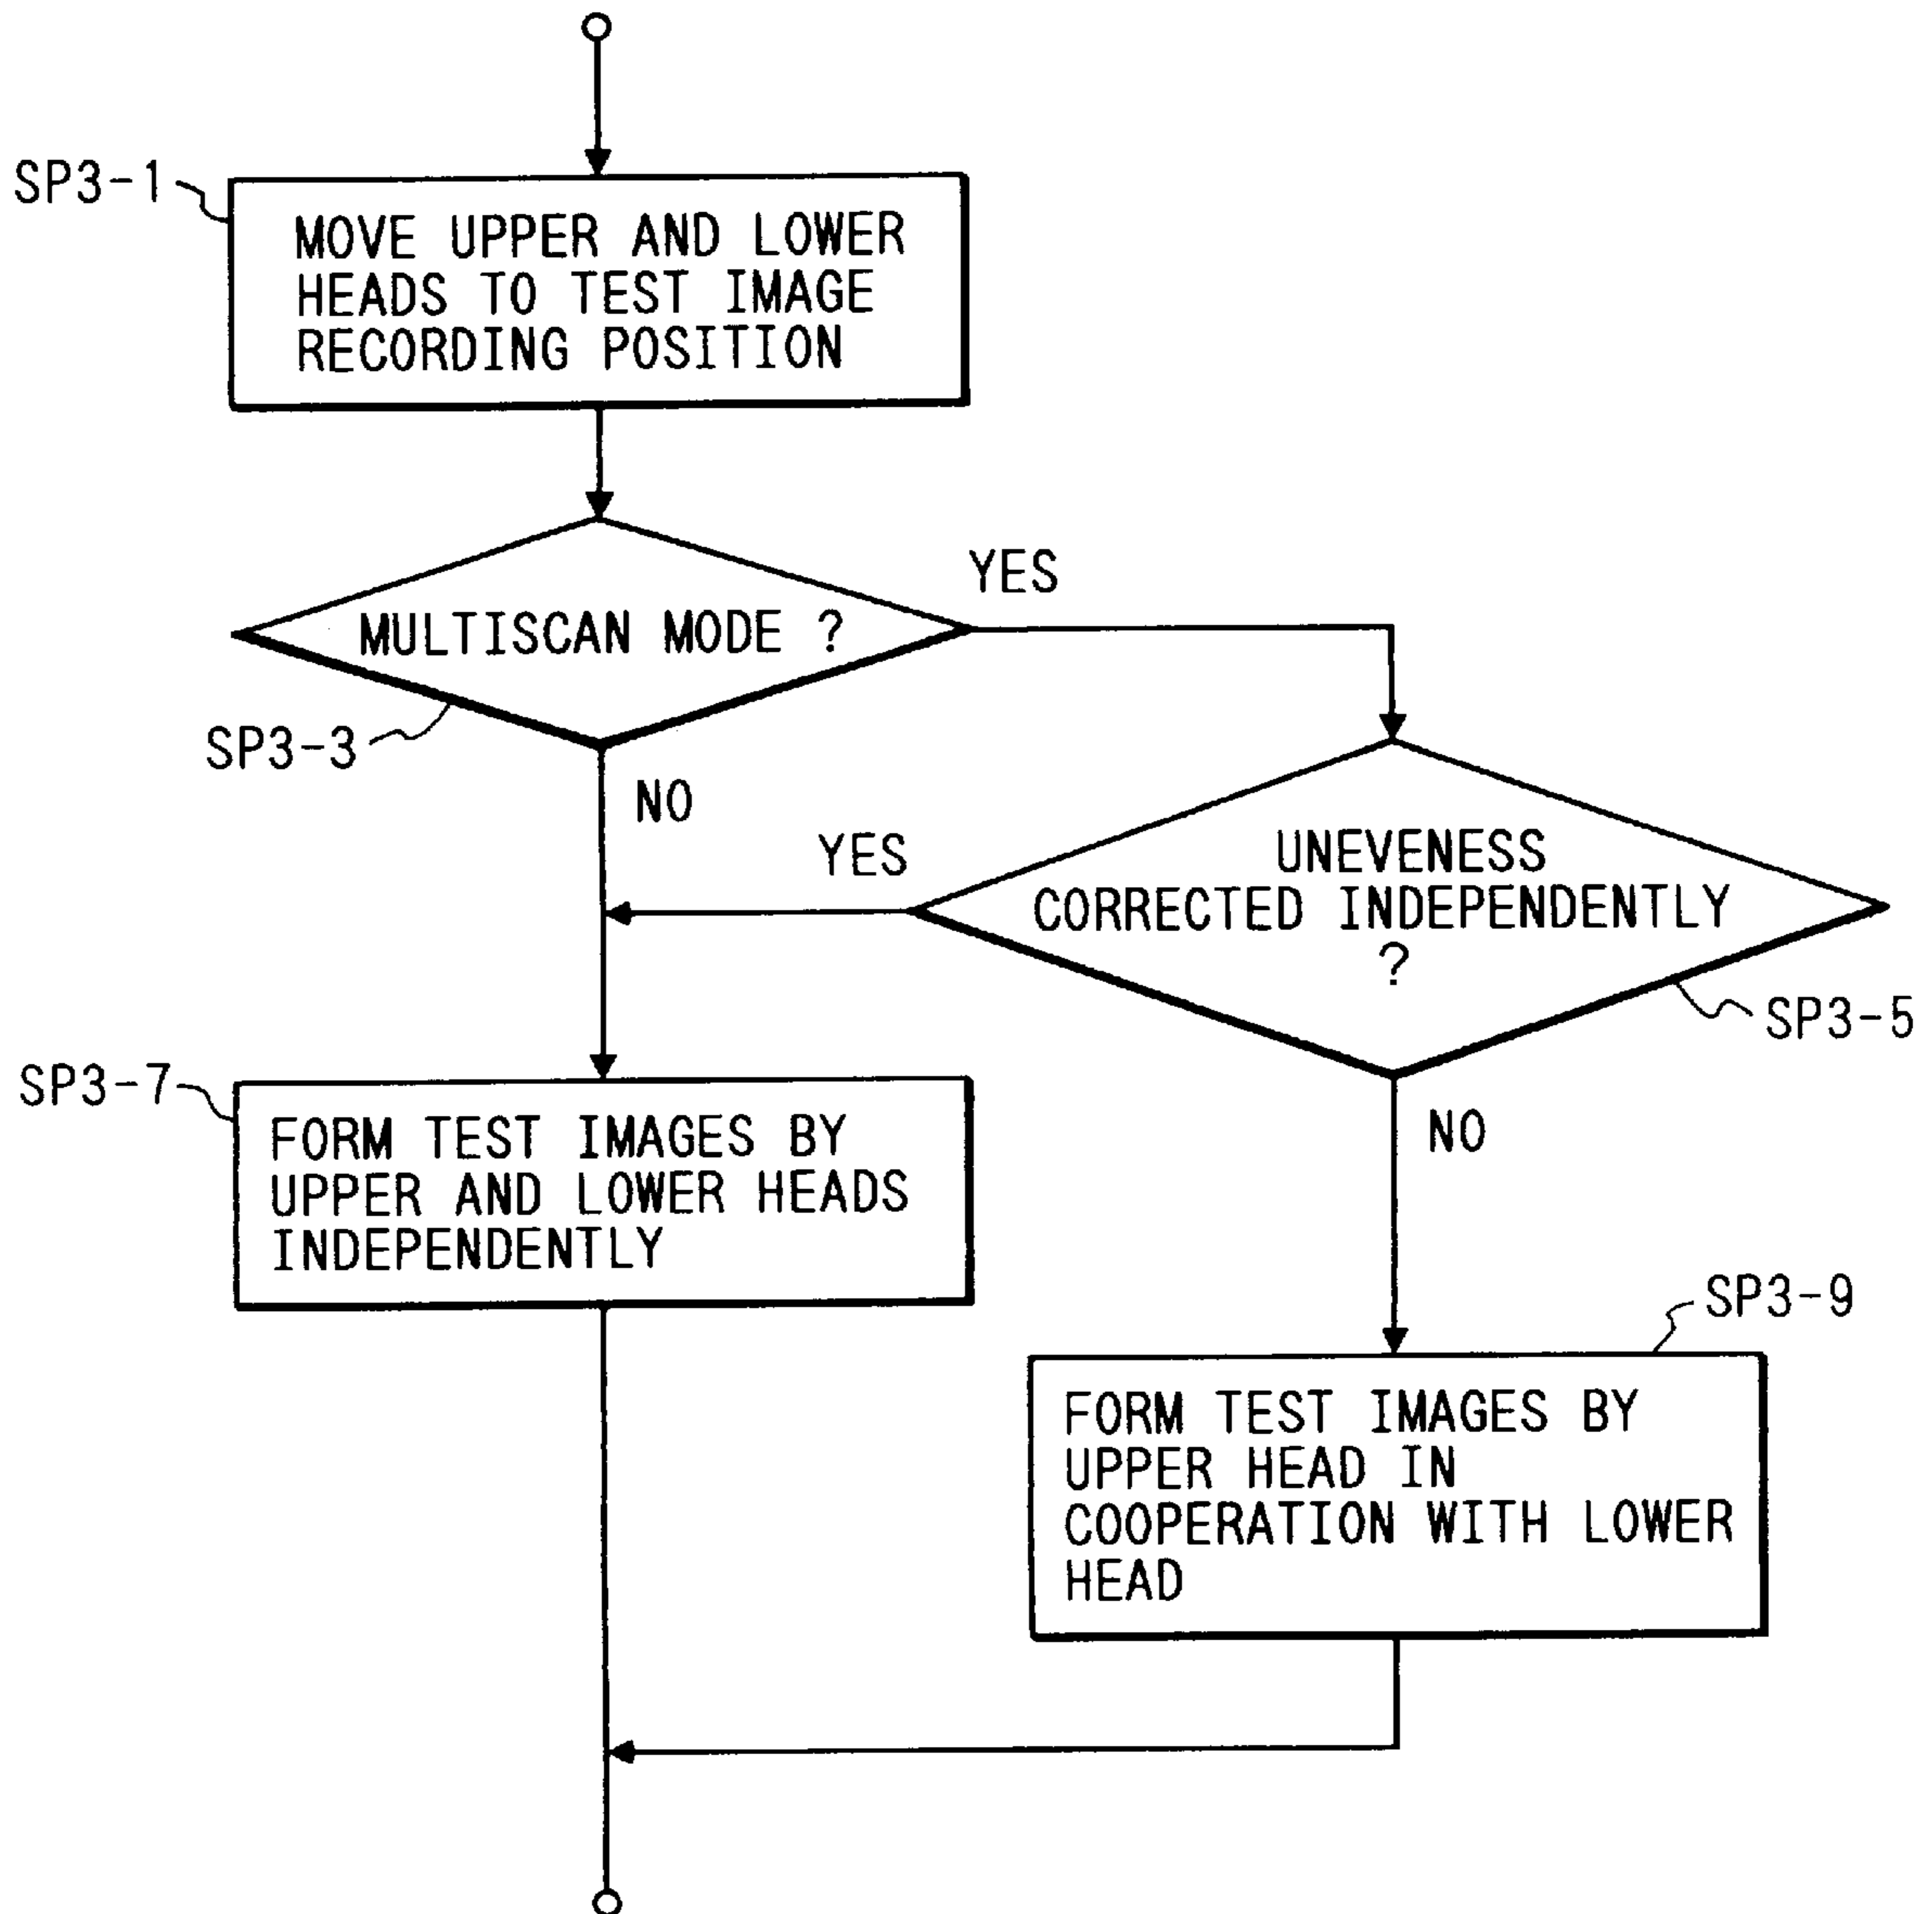 SP3-1
MOVE UPPER AND LOWER
HEADS TO TEST IMAGE
RECORDING POSITION
YES
MULTISCAN MODE ?
SP3-3
NO
YES
UNEVENESS
CORRECTED INDEPENDENTLY
?
SP3-5
SP3-7
FORM TEST IMAGES BY
UPPER AND LOWER HEADS
INDEPENDENTLY
NO
SP3-9
FORM TEST IMAGES BY
UPPER HEAD IN
COOPERATION WITH LOWER
HEAD